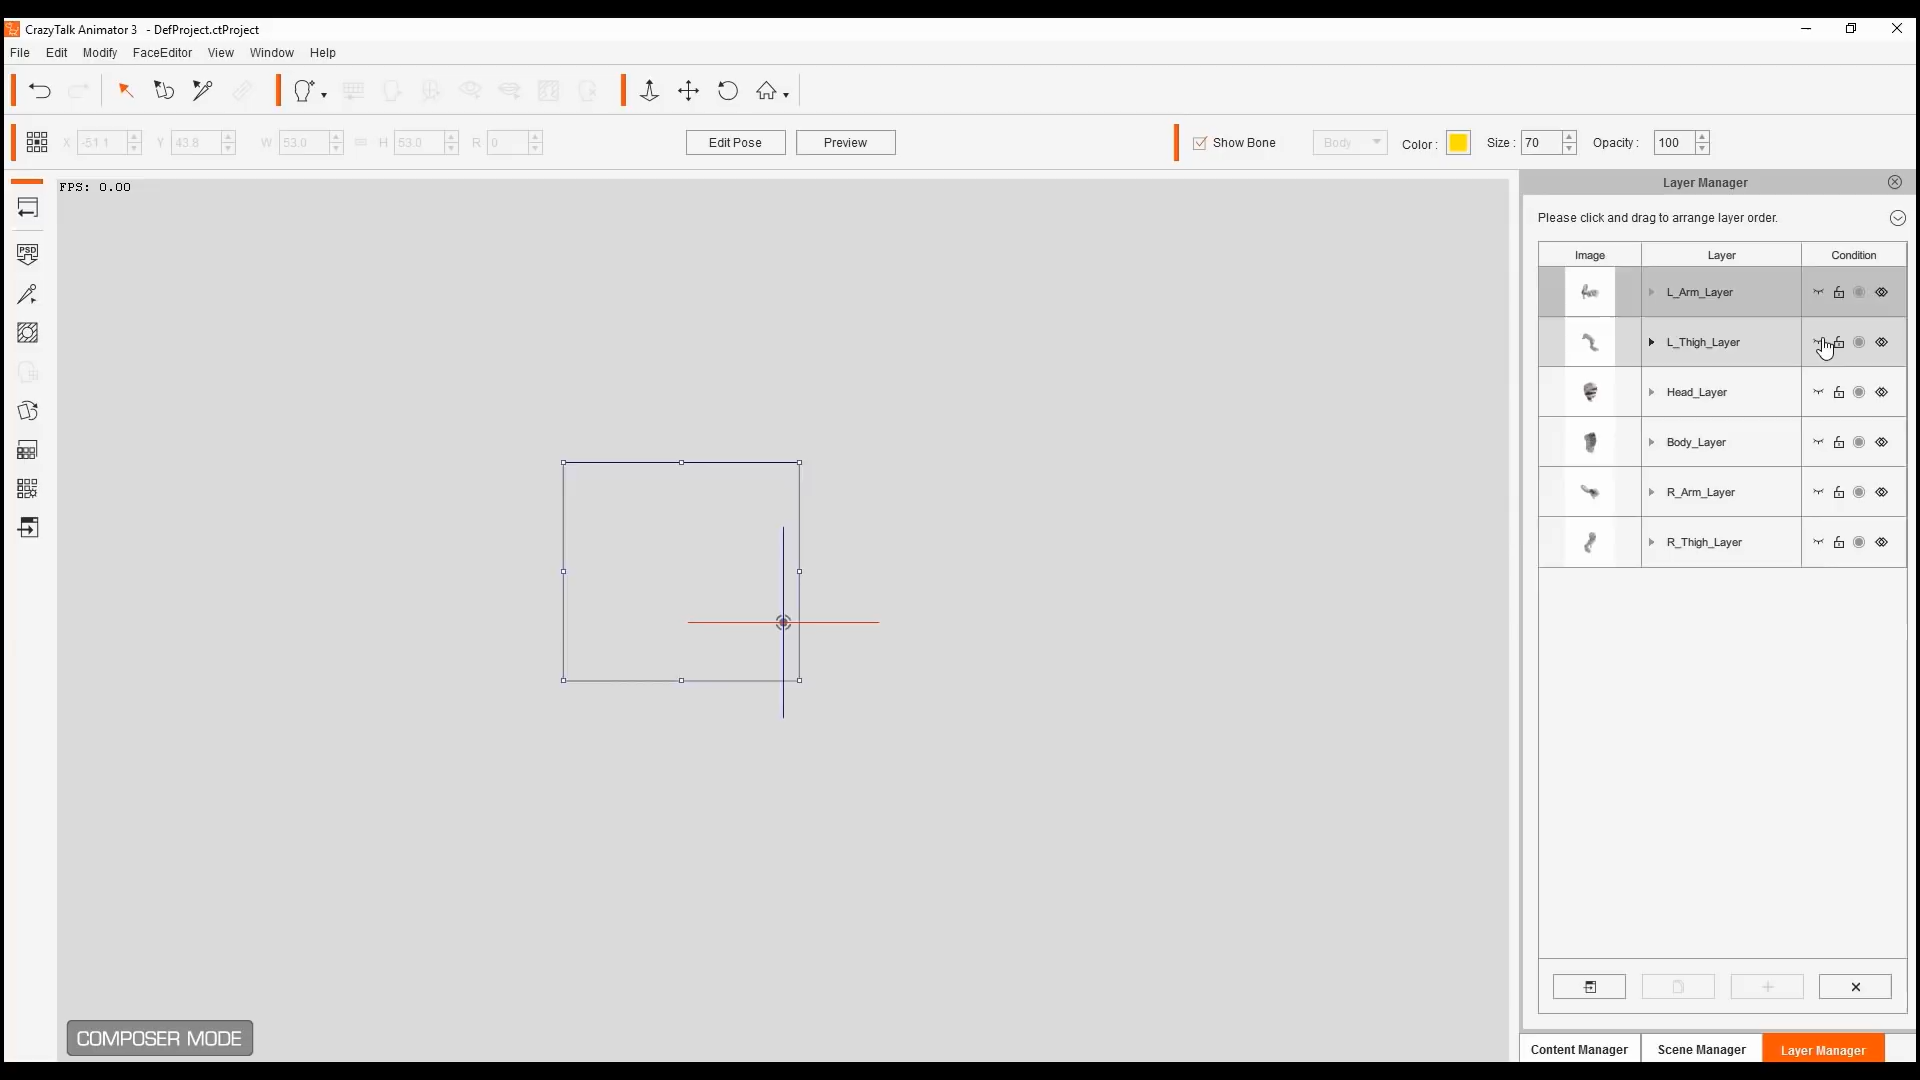 CrazyTalk Animator 3 - DefProject.ctProject
File Edit Modify FaceEditor View Window Help
X -51.1 Y 43.8 W 53.0 H 53.0 R 0 Edit Pose Preview Show Bone Body Color : Size : 70 Opacity : 100
FPS: 0.00
Layer Manager
Please click and drag to arrange layer order.
Image Layer Condition
L_Arm_Layer
PSD
L_Thigh_Layer
Head_Layer
Body_Layer
R_Arm_Layer
R_Thigh_Layer
COMPOSER MODE
Content Manager Scene Manager Layer Manager